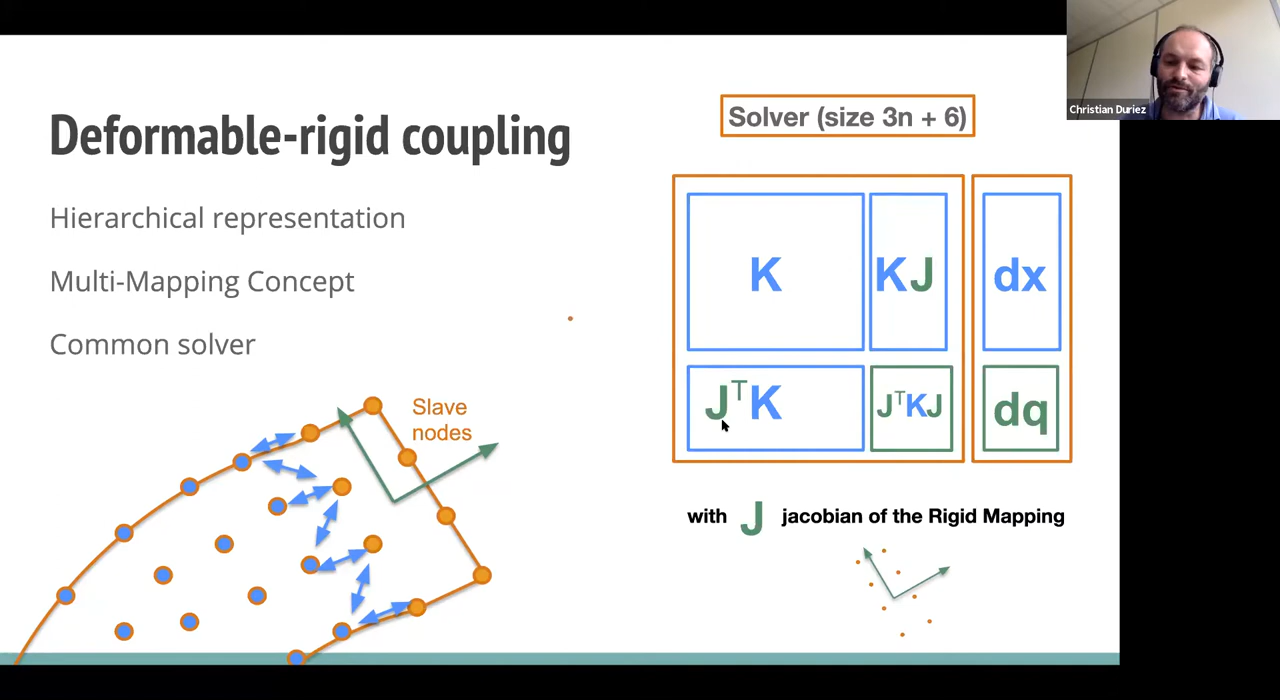 Christian Duriez
Deformable-rigid coupling
Hierarchical representation
Multi-Mapping Concept
Common solver
Slave
nodes
Solver (size 3n + 6)
K
KJ
dx
JᵀK
JᵀKJ
dq
with J jacobian of the Rigid Mapping